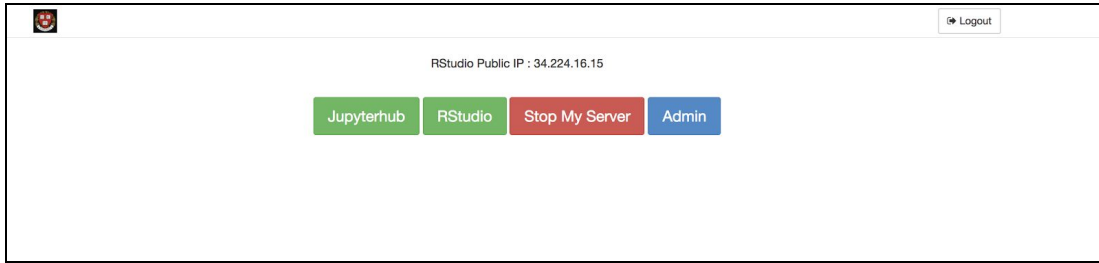 Logout
RStudio Public IP : 34.224.16.15
Jupyterhub RStudio Stop My Server Admin